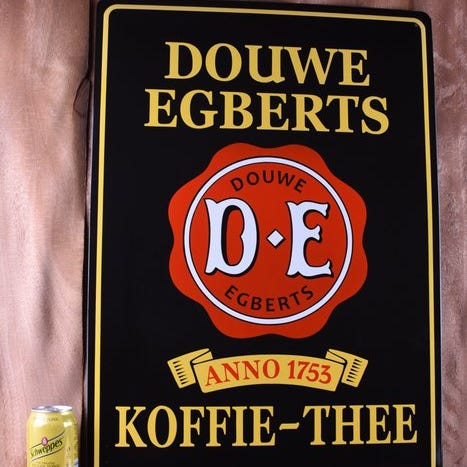 DOUWE
EGBERTS
DOUWE
D·E
EGBERTS
ANNO 1753
KOFFIE-THEE
Schweppes